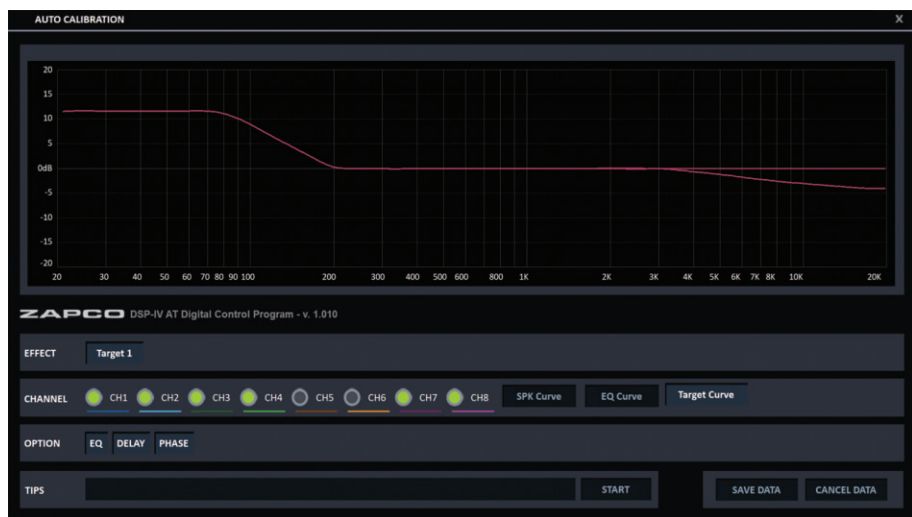 AUTO CALIBRATION X
20
15
10
5
0dB
-5
-10
-15
-20
20 30 40 50 60 70 80 90 100 200 300 400 500 600 800 1K 2K 3K 4K 5K 6K 7K 8K 10K 20K
ZAPCO DSP-IV AT Digital Control Program - v. 1.010
EFFECT Target 1
CHANNEL CH1 CH2 CH3 CH4 CH5 CH6 CH7 CH8 SPK Curve EQ Curve Target Curve
OPTION EQ DELAY PHASE
TIPS START SAVE DATA CANCEL DATA